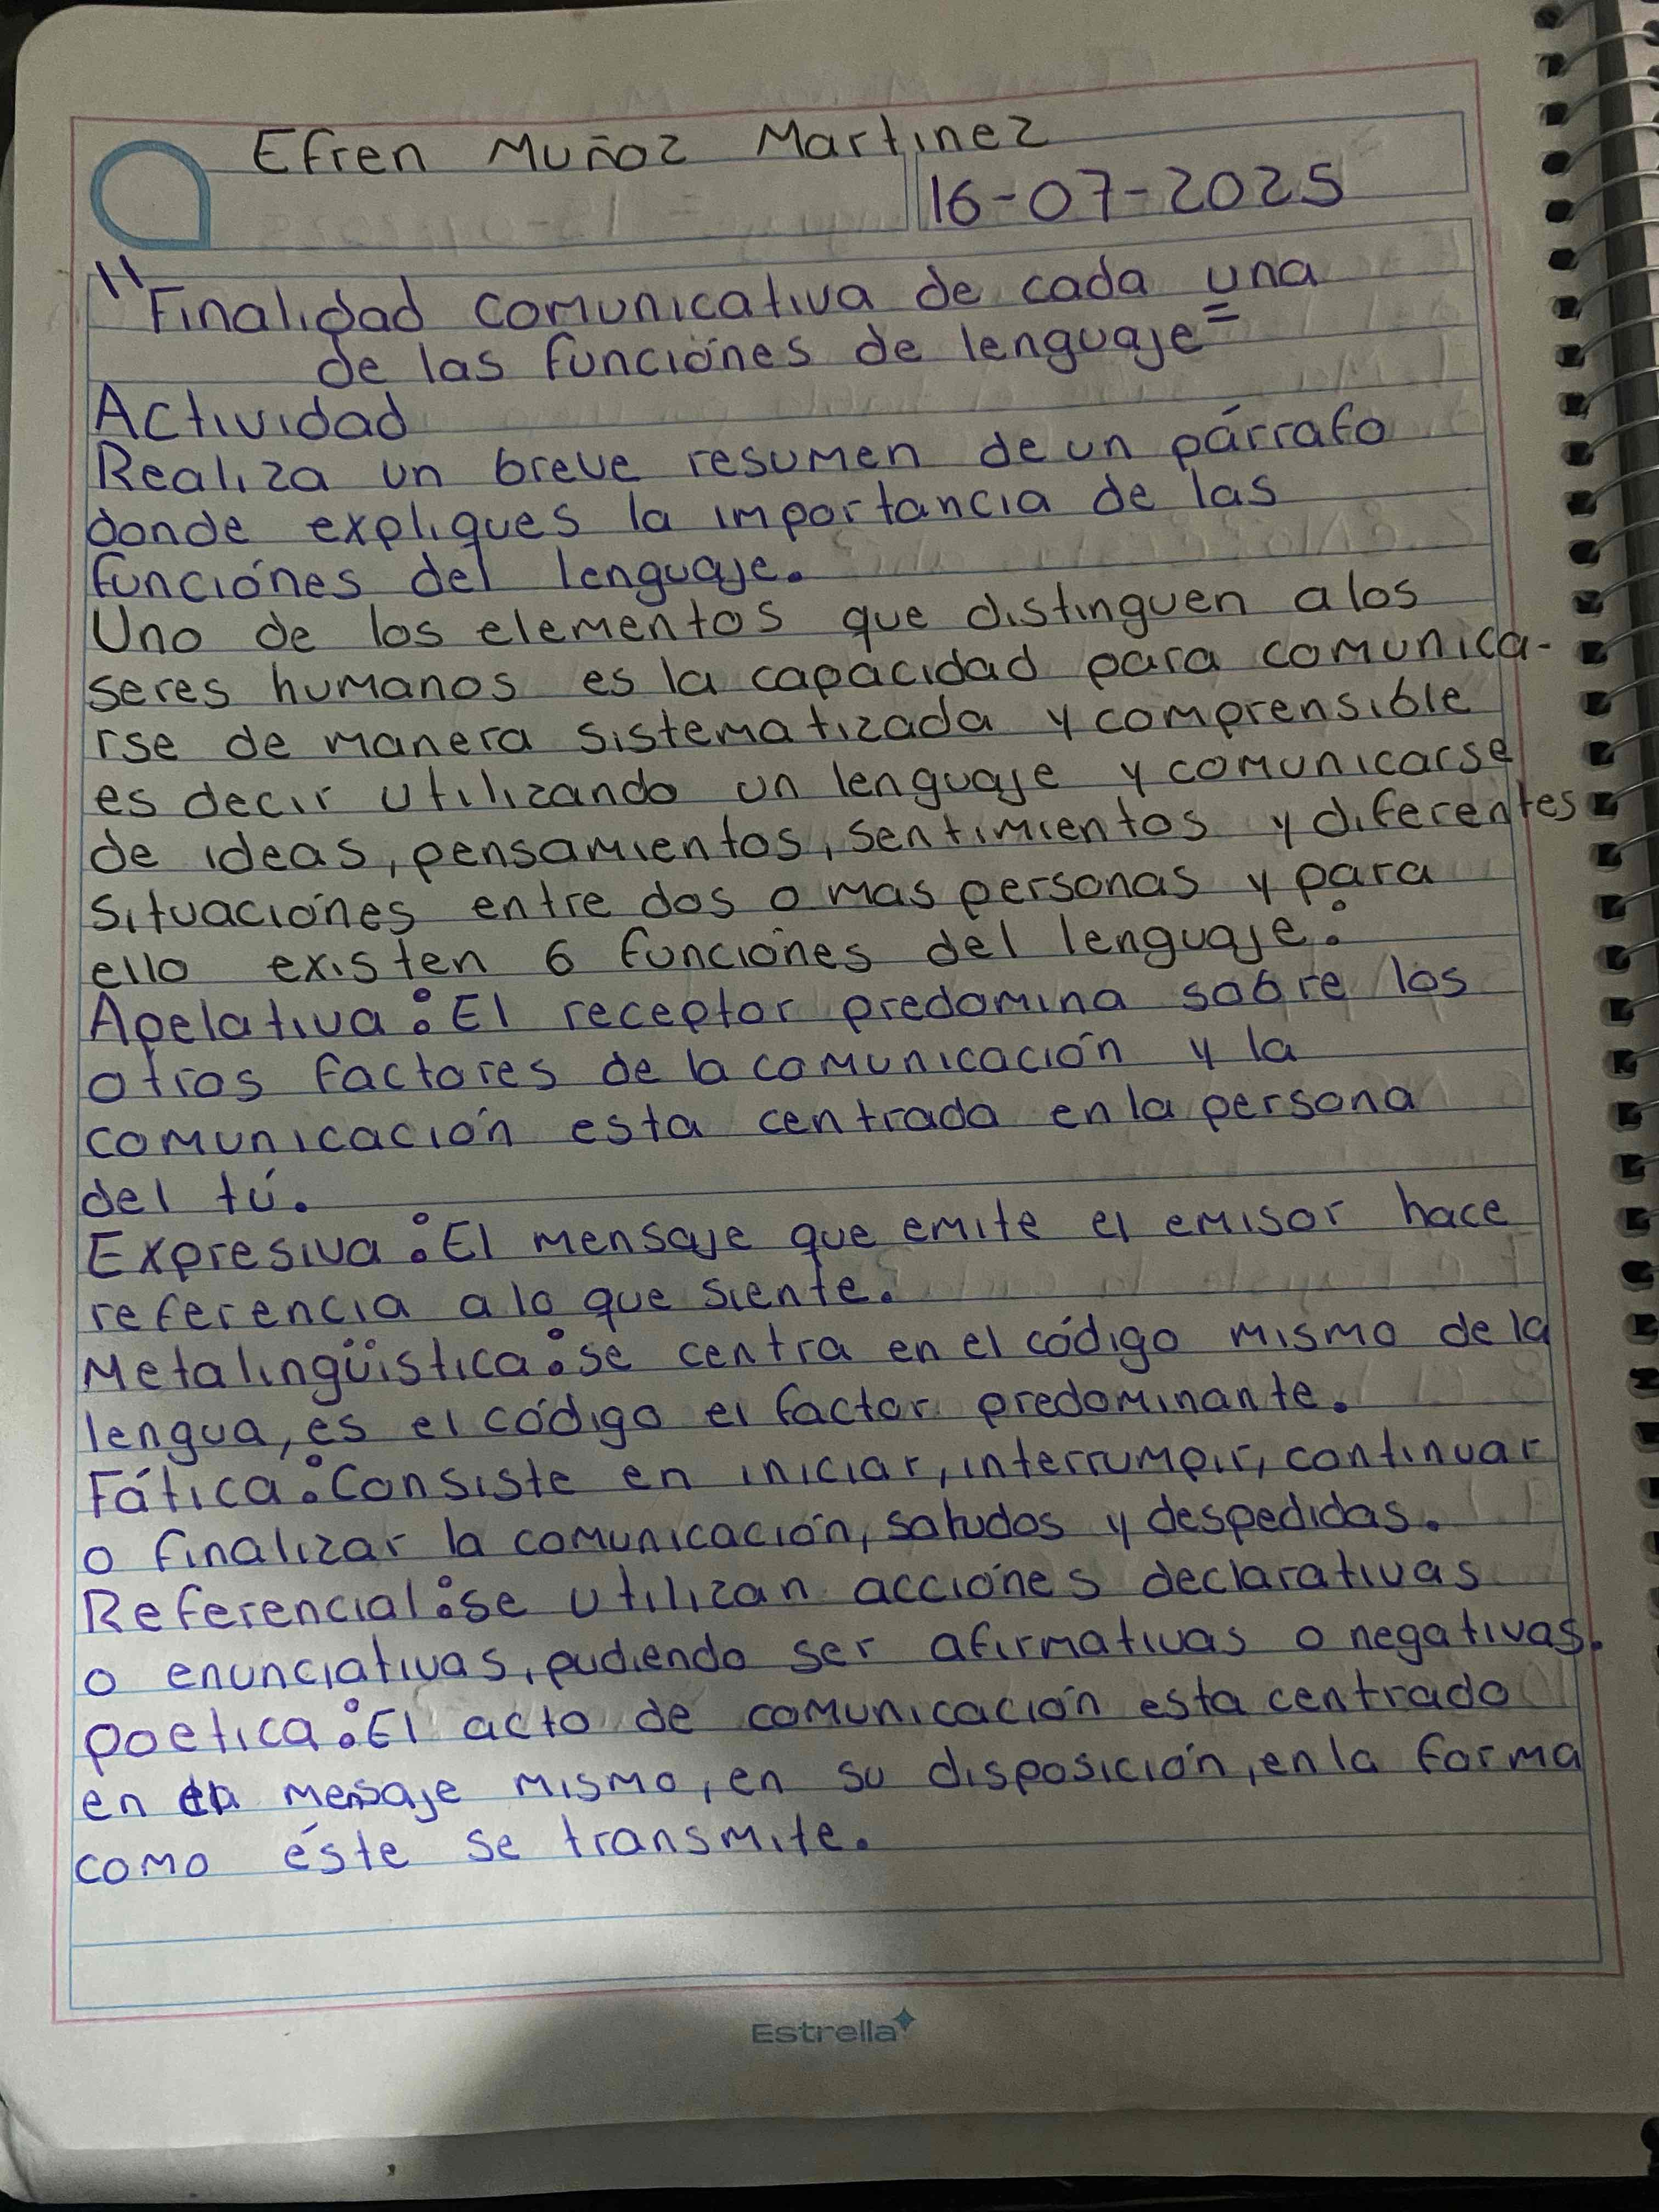 Efren Muñoz Martinez
16-07-2025
"Finalidad comunicativa de cada una
de las funciónes de lenguaje"
Actividad
Realiza un breve resumen de un párrafo
donde expliques la importancia de las
funciónes del lenguaje.
Uno de los elementos que distinguen a los
seres humanos es la capacidad para comunica-
rse de manera sistematizada y comprensible
es decir utilizando un lenguaje y comunicarse
de ideas, pensamientos, sentimientos y diferentes
situaciónes entre dos o mas personas y para
ello existen 6 funciónes del lenguaje:
Apelativa: El receptor predomina sobre los
otros factores de la comunicación y la
comunicación esta centrada en la persona
del tú.
Expresiva: El mensaje que emite el emisor hace
referencia a lo que siente.
Metalingüistica: se centra en el código mismo de la
lengua, es el código el factor predominante.
Fática: Consiste en iniciar, interrumpir, continuar
o finalizar la comunicación, saludos y despedidas.
Referencial: se utilizan acciónes declarativas
o enunciativas, pudiendo ser afirmativas o negativas.
poetica: El acto de comunicación esta centrado
en mensaje mismo, en su disposición, en la forma
como éste se transmite.
Estrella